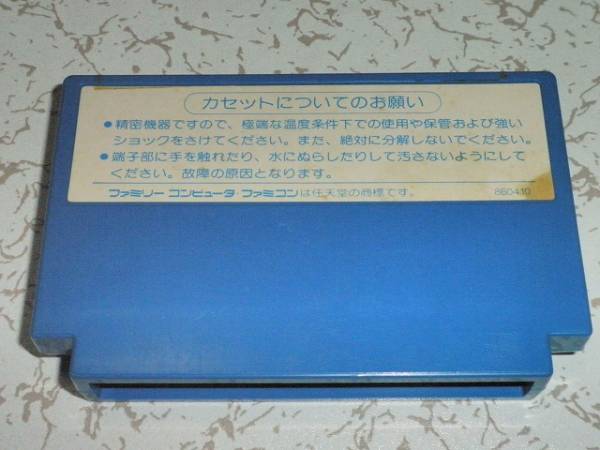 カセットについてのお願い
●精密機器ですので、極端な温度条件下での使用や保管および強い
ショックをさけてください。また、絶対に分解しないでください。
●端子部に手を触れたり、水にぬらしたりして汚さないようにして
ください。故障の原因となります。
ファミリー コンピュータ・ファミコンは任天堂の商標です。 860410